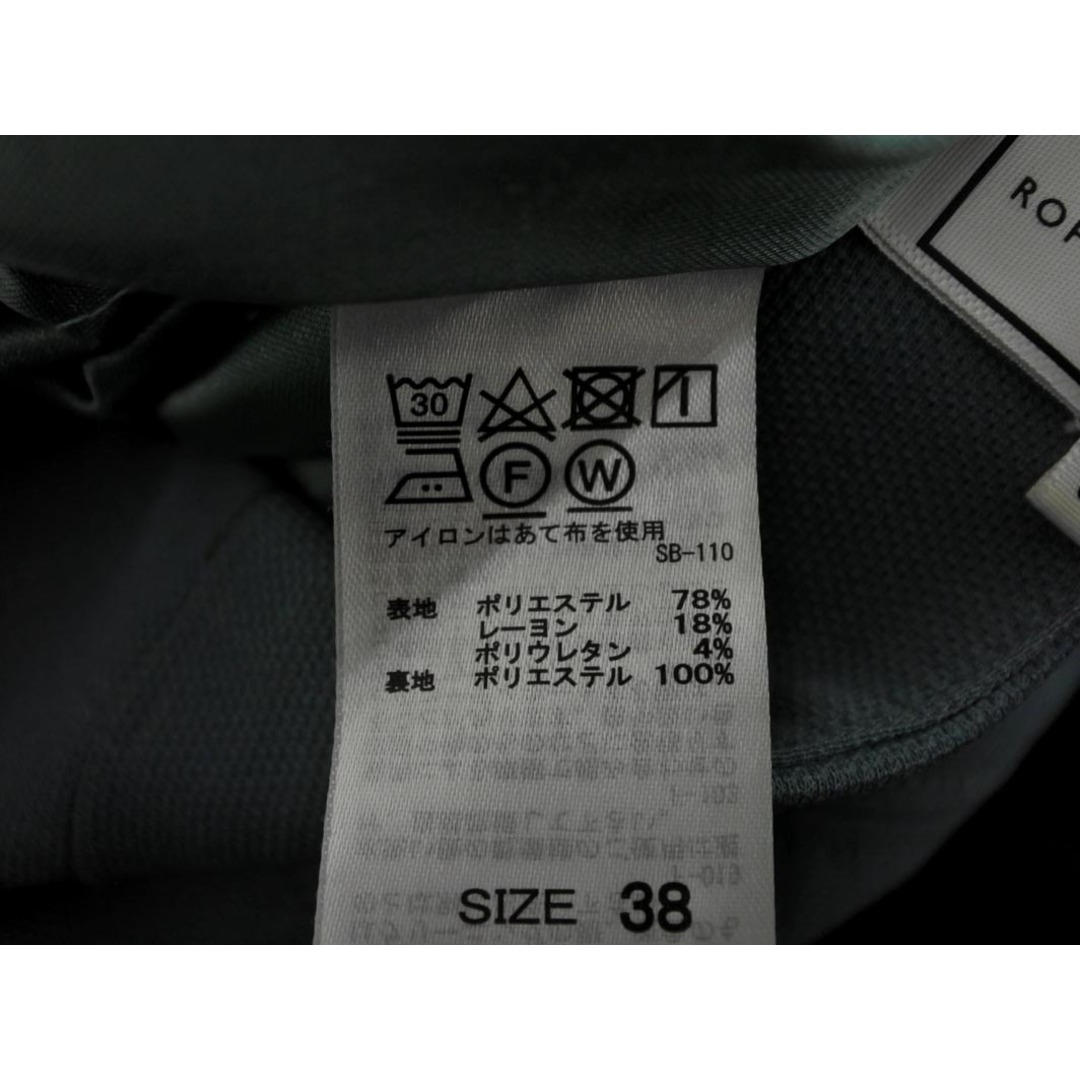 ROP
30
F W
アイロンはあて布を使用
SB-110
表地 ポリエステル 78%
レーヨン 18%
ポリウレタン 4%
裏地 ポリエステル 100%
SIZE 38